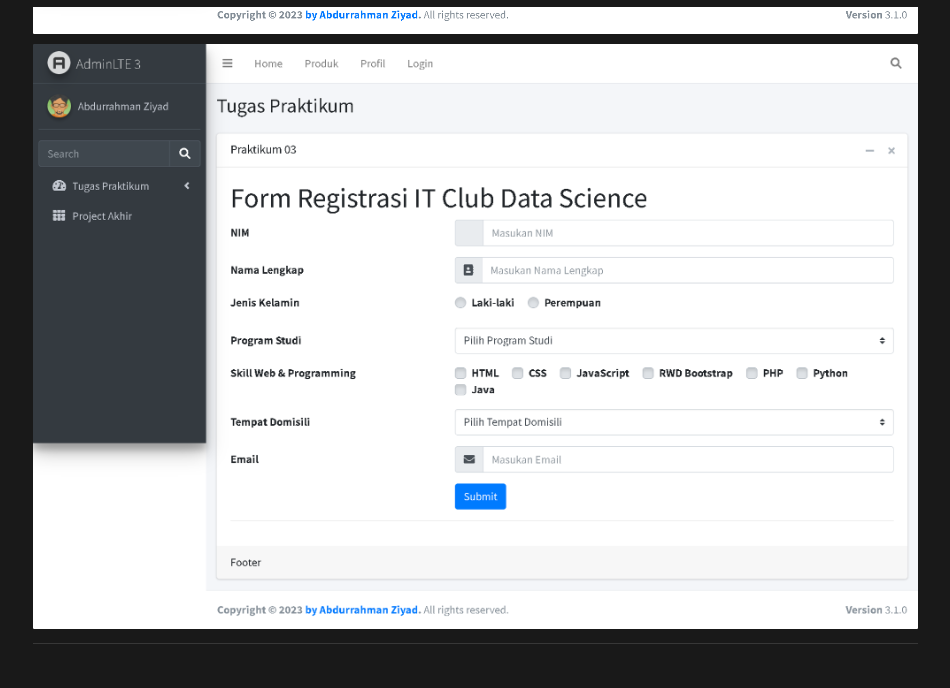 Copyright © 2023 by Abdurrahman Ziyad. All rights reserved. Version 3.1.0
AdminLTE 3
Home Produk Profil Login
Abdurrahman Ziyad
Search
Tugas Praktikum
Project Akhir
Tugas Praktikum
Praktikum 03
Form Registrasi IT Club Data Science
NIM Masukan NIM
Nama Lengkap Masukan Nama Lengkap
Jenis Kelamin Laki-laki Perempuan
Program Studi Pilih Program Studi
Skill Web & Programming HTML CSS JavaScript RWD Bootstrap PHP Python
Java
Tempat Domisili Pilih Tempat Domisili
Email Masukan Email
Submit
Footer
Copyright © 2023 by Abdurrahman Ziyad. All rights reserved. Version 3.1.0